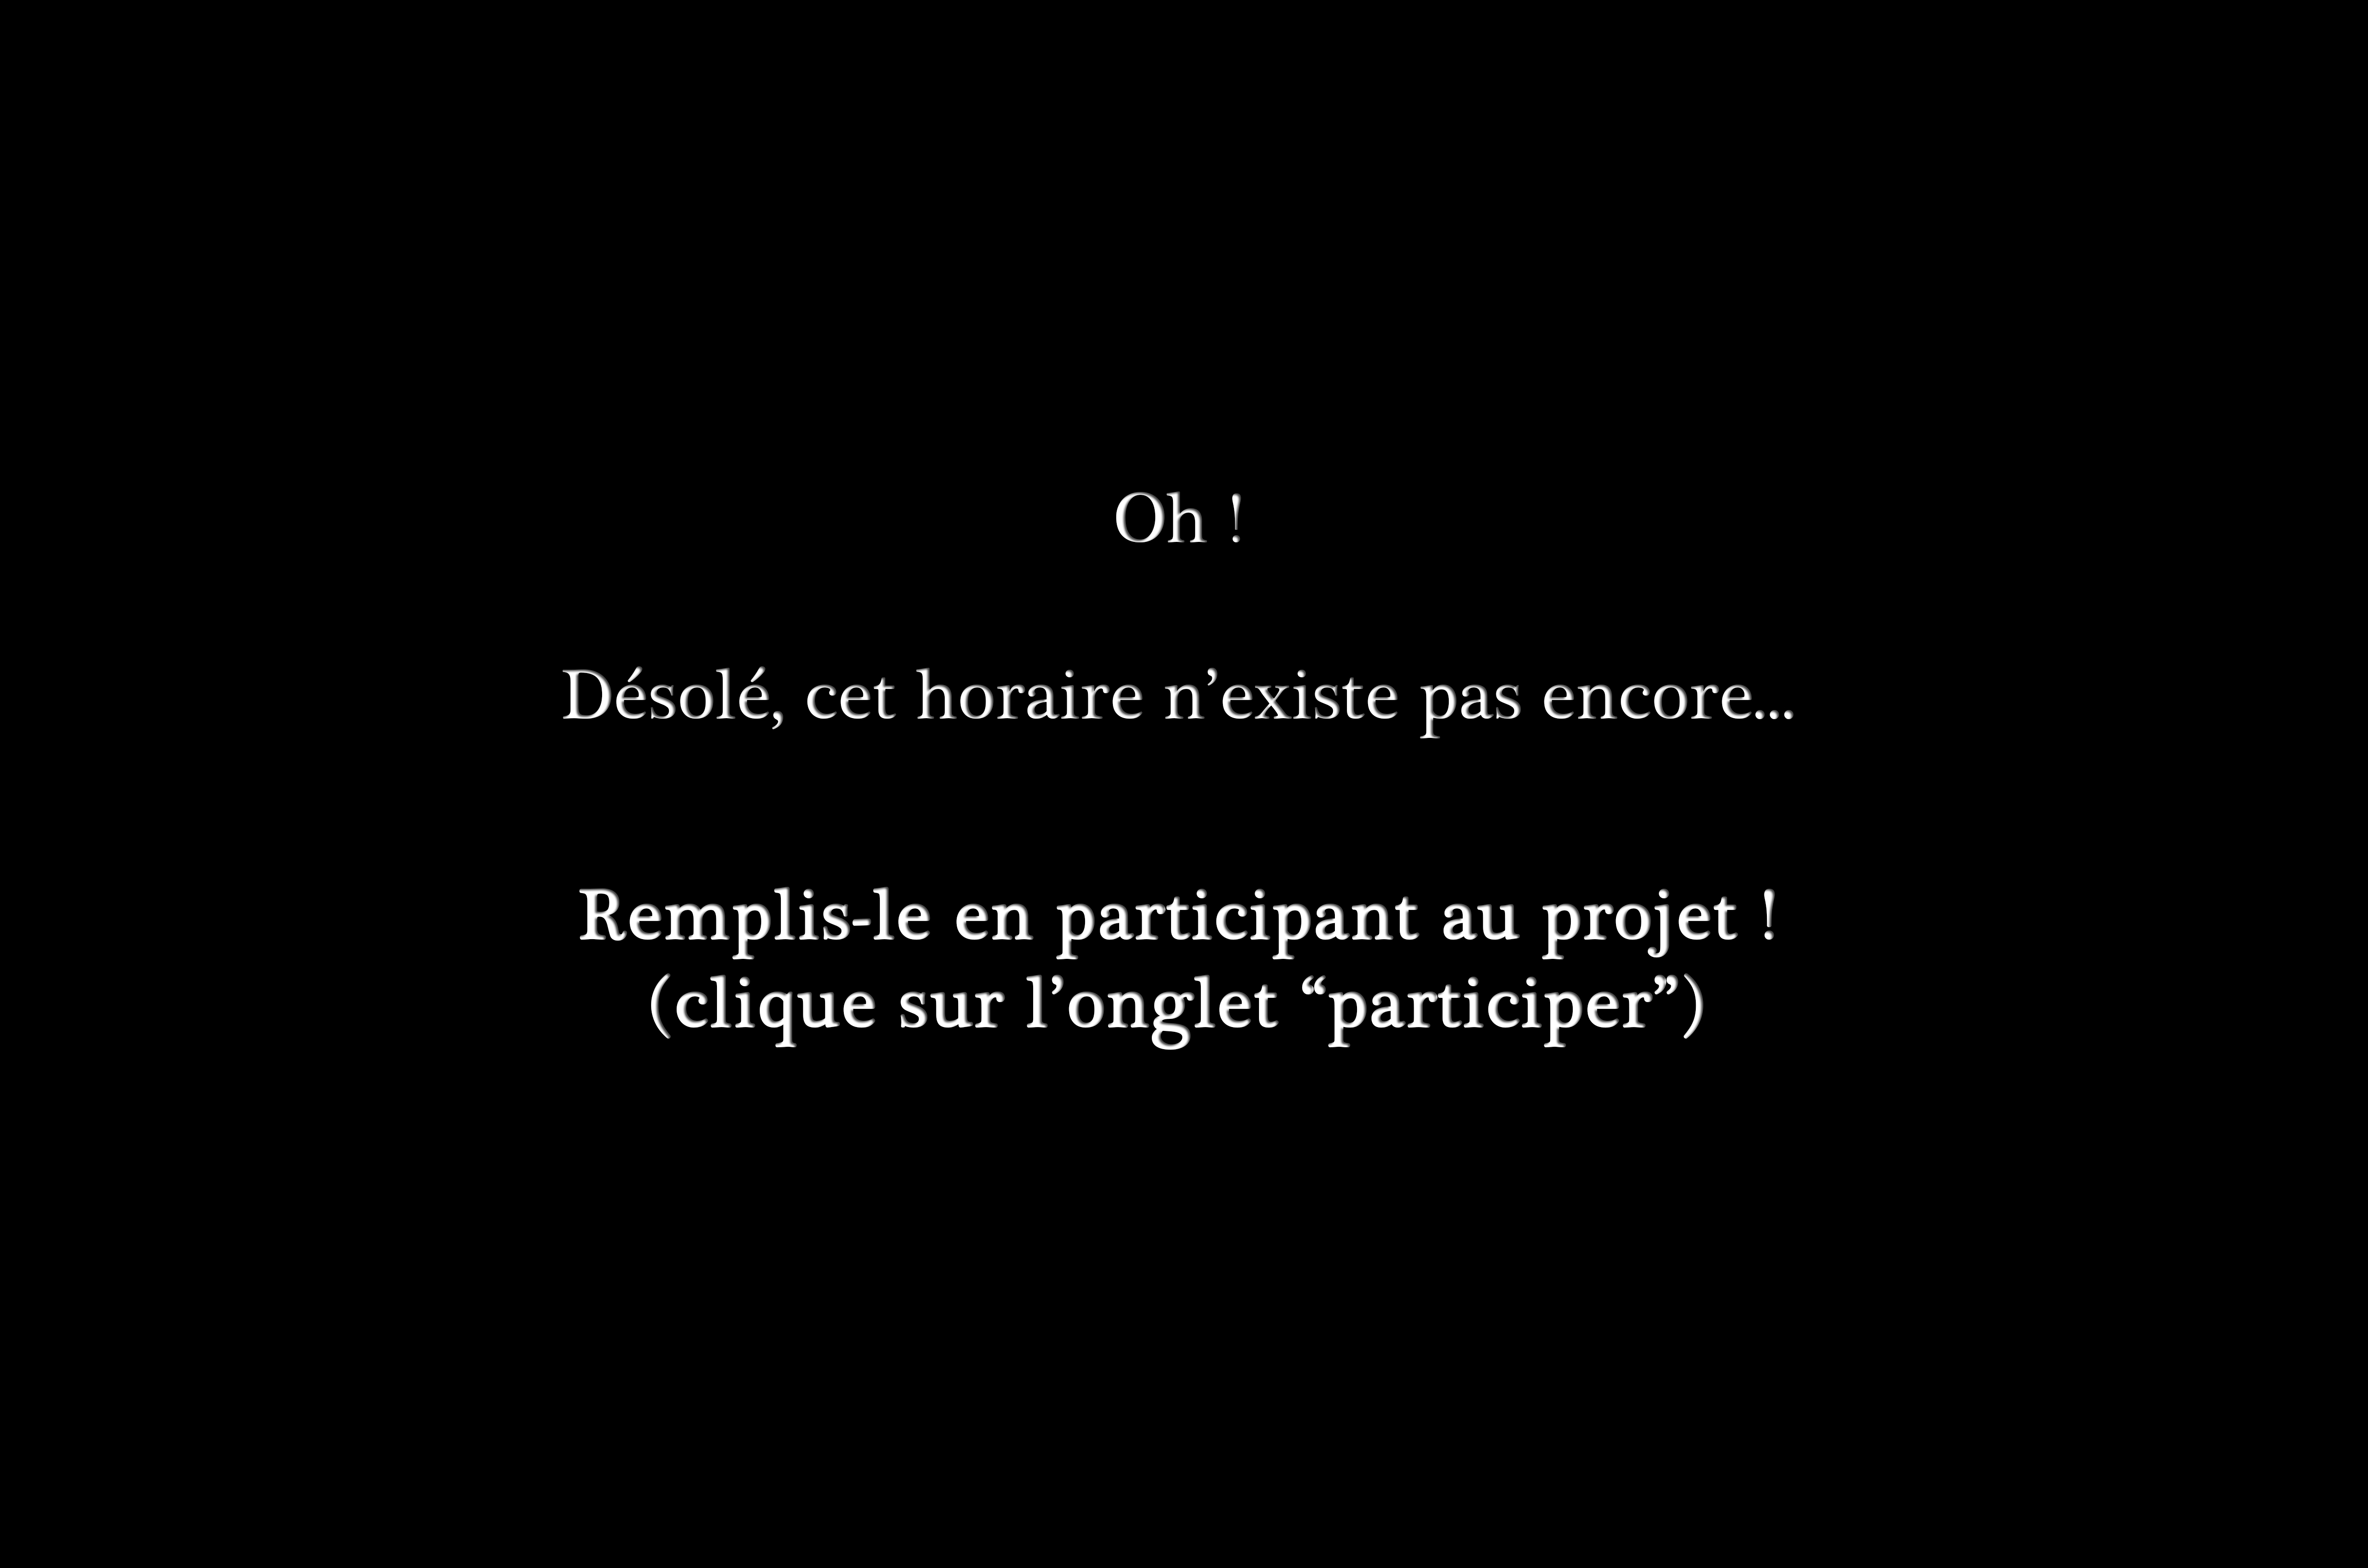 Oh !
Désolé, cet horaire n’existe pas encore...
Remplis-le en participant au projet !
(clique sur l’onglet “participer”)